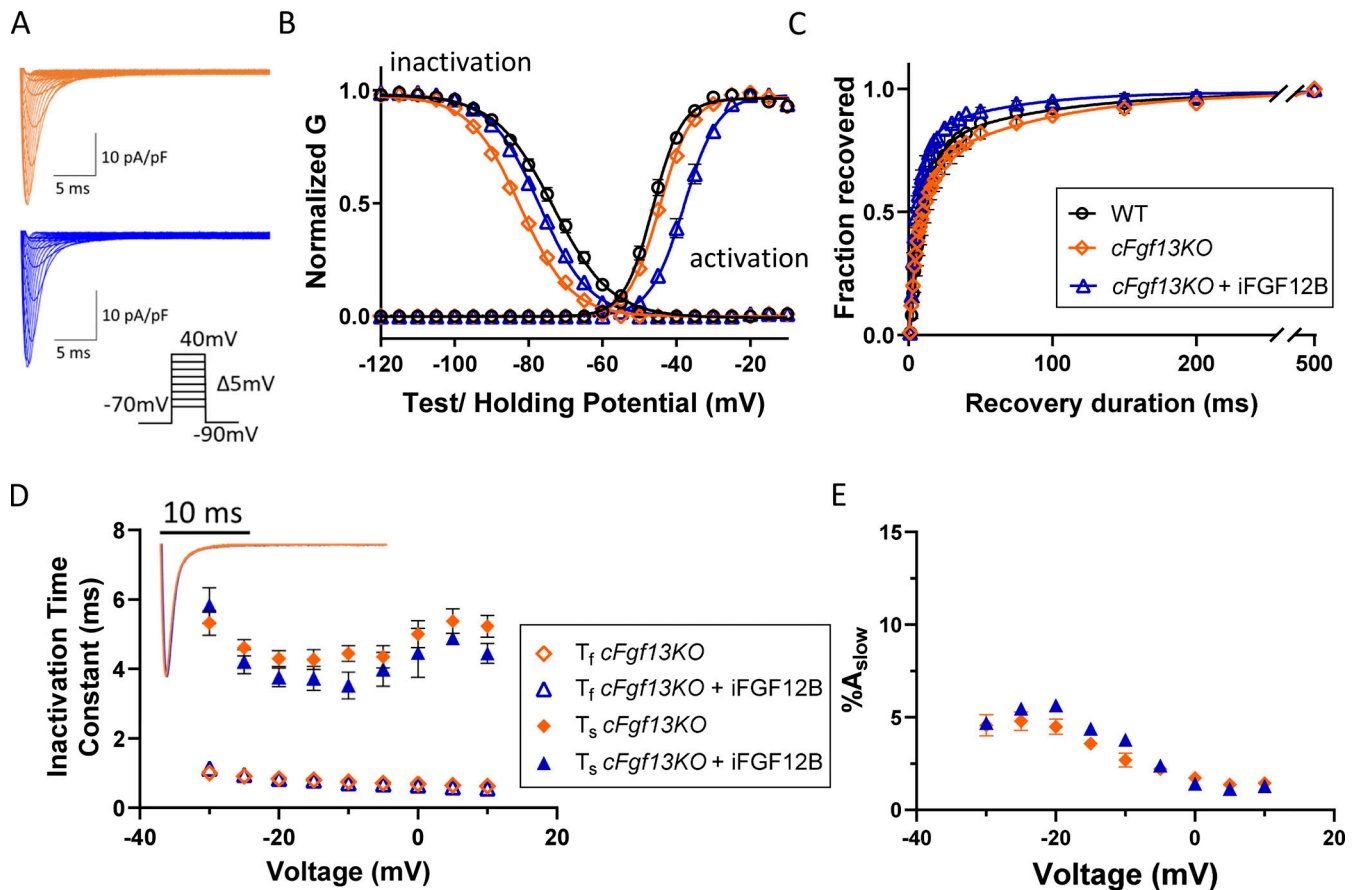 A
10 pA/pF
5 ms
10 pA/pF
5 ms
40mV
Δ5mV
-70mV
-90mV
B
inactivation
activation
Normalized G
1.0
0.5
0.0
-120 -100 -80 -60 -40 -20
Test/ Holding Potential (mV)
C
Fraction recovered
1.0
0.5
0.0
0 100 200 500
Recovery duration (ms)
WT
cFgf13KO
cFgf13KO + iFGF12B
D
10 ms
Inactivation Time
Constant (ms)
8
6
4
2
0
-40 -20 0 20
Voltage (mV)
Tf cFgf13KO
Tf cFgf13KO + iFGF12B
Ts cFgf13KO
Ts cFgf13KO + iFGF12B
E
%Aslow
15
10
5
0
-40 -20 0 20
Voltage (mV)